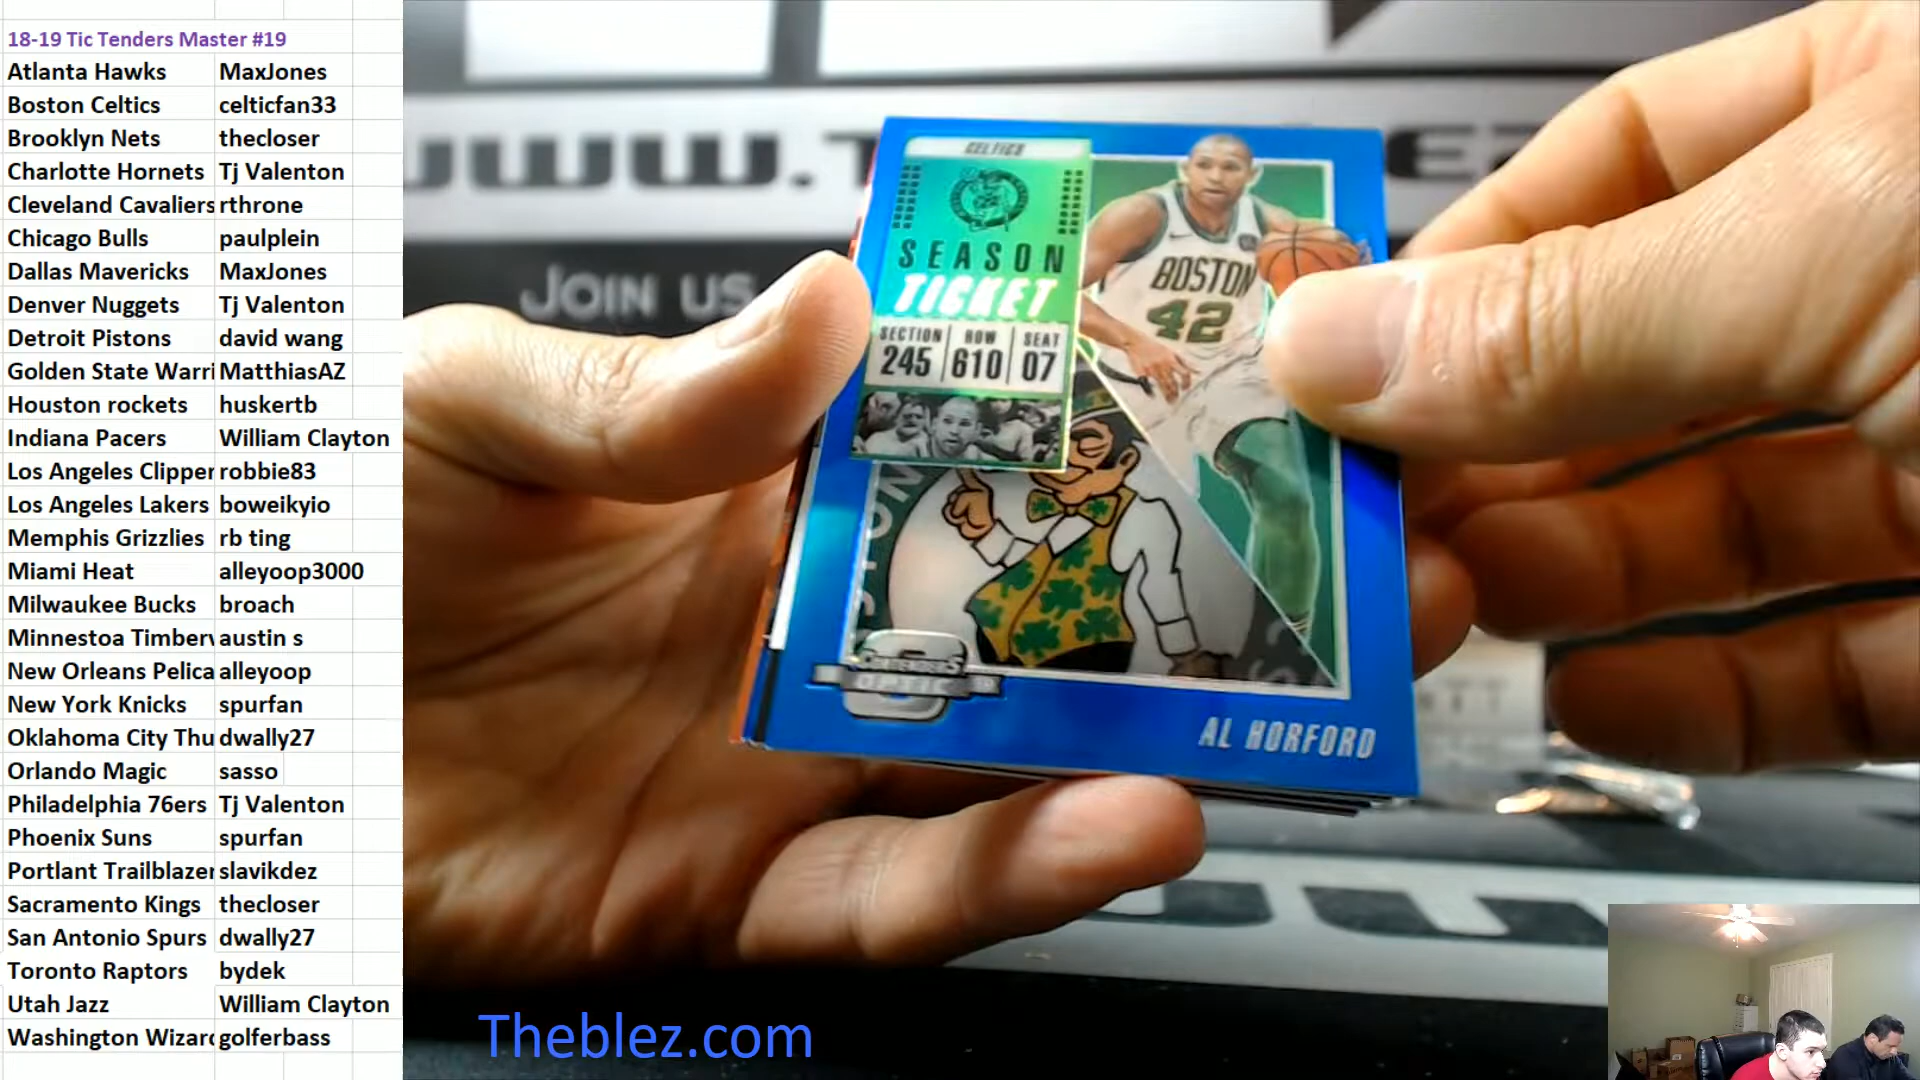 18-19 Tic Tenders Master #19
Atlanta Hawks MaxJones
Boston Celtics celticfan33
Brooklyn Nets thecloser
Charlotte Hornets Tj Valenton
Cleveland Cavaliers rthrone
Chicago Bulls paulplein
Dallas Mavericks MaxJones
Denver Nuggets Tj Valenton
Detroit Pistons david wang
Golden State Warri MatthiasAZ
Houston rockets huskertb
Indiana Pacers William Clayton
Los Angeles Clipper robbie83
Los Angeles Lakers boweikyio
Memphis Grizzlies rb ting
Miami Heat alleyoop3000
Milwaukee Bucks broach
Minnestoa Timberv austin s
New Orleans Pelica alleyoop
New York Knicks spurfan
Oklahoma City Thu dwally27
Orlando Magic sasso
Philadelphia 76ers Tj Valenton
Phoenix Suns spurfan
Portlant Trailblazer slavikdez
Sacramento Kings thecloser
San Antonio Spurs dwally27
Toronto Raptors bydek
Utah Jazz William Clayton
Washington Wizard golferbass
WWW.T
JOIN US
CELTICS
SEASON
TICKET
SECTION ROW SEAT
245 610 07
BOSTON
42
CONTENDERS
OPTIC
AL HORFORD
Theblez.com